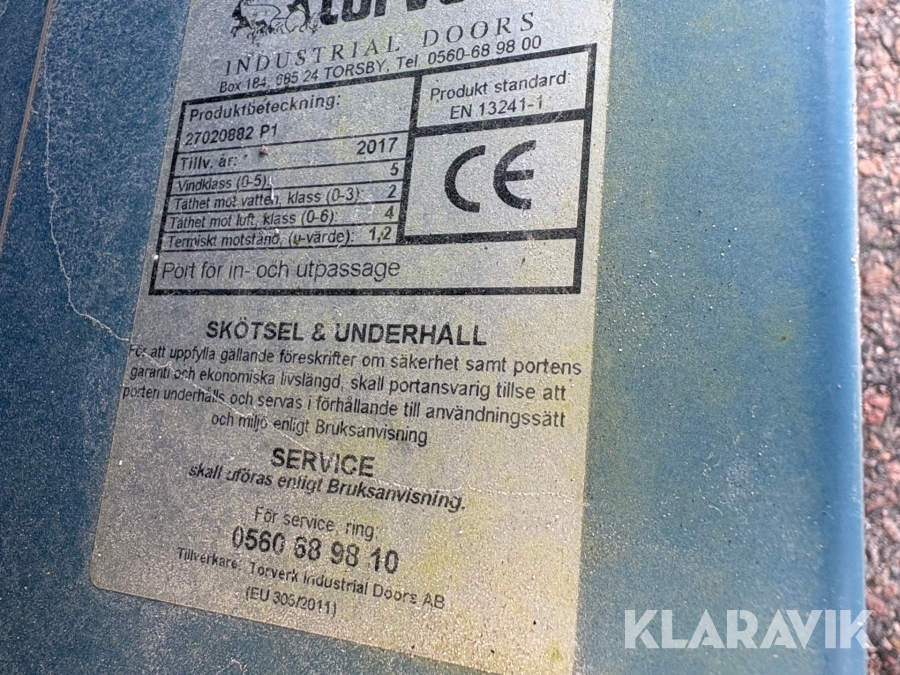 INDUSTRIAL DOORS
Box 184, 685 24 TORSBY, Tel. 0560-68 98 00
Produktbeteckning:
27020882 P1
Tillv. år: 2017
Vindklass (0-5) 5
Täthet mot vatten, klass (0-3): 2
Täthet mot luft, klass (0-6): 4
Termiskt motstånd, (u-värde): 1,2
Produkt standard:
EN 13241-1
CE
Port för in- och utpassage
SKÖTSEL & UNDERHÅLL
För att uppfylla gällande föreskrifter om säkerhet samt portens
garanti och ekonomiska livslängd, skall portansvarig tillse att
porten underhålls och servas i förhållande till användningssätt
och miljö enligt Bruksanvisning
SERVICE
skall utföras enligt Bruksanvisning.
För service, ring:
0560 68 98 10
Tillverkare: Torverk Industrial Doors AB
(EU 305/2011)
KLARAVIK